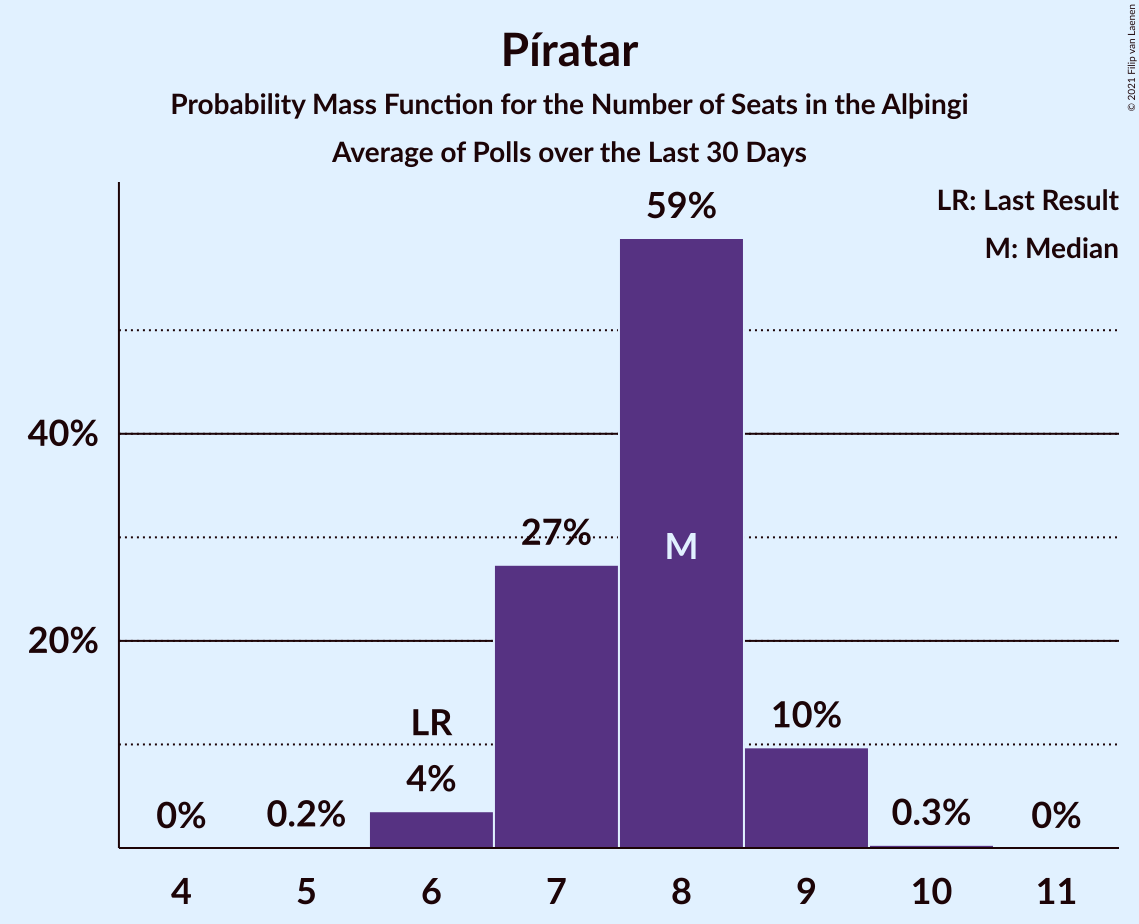 Píratar
Probability Mass Function for the Number of Seats in the Alþingi
Average of Polls over the Last 30 Days
© 2021 Filip van Laenen
LR: Last Result
M: Median
59%
40%
27%
M
20%
LR
10%
4%
0%
0.2%
0.3%
0%
4 5 6 7 8 9 10 11